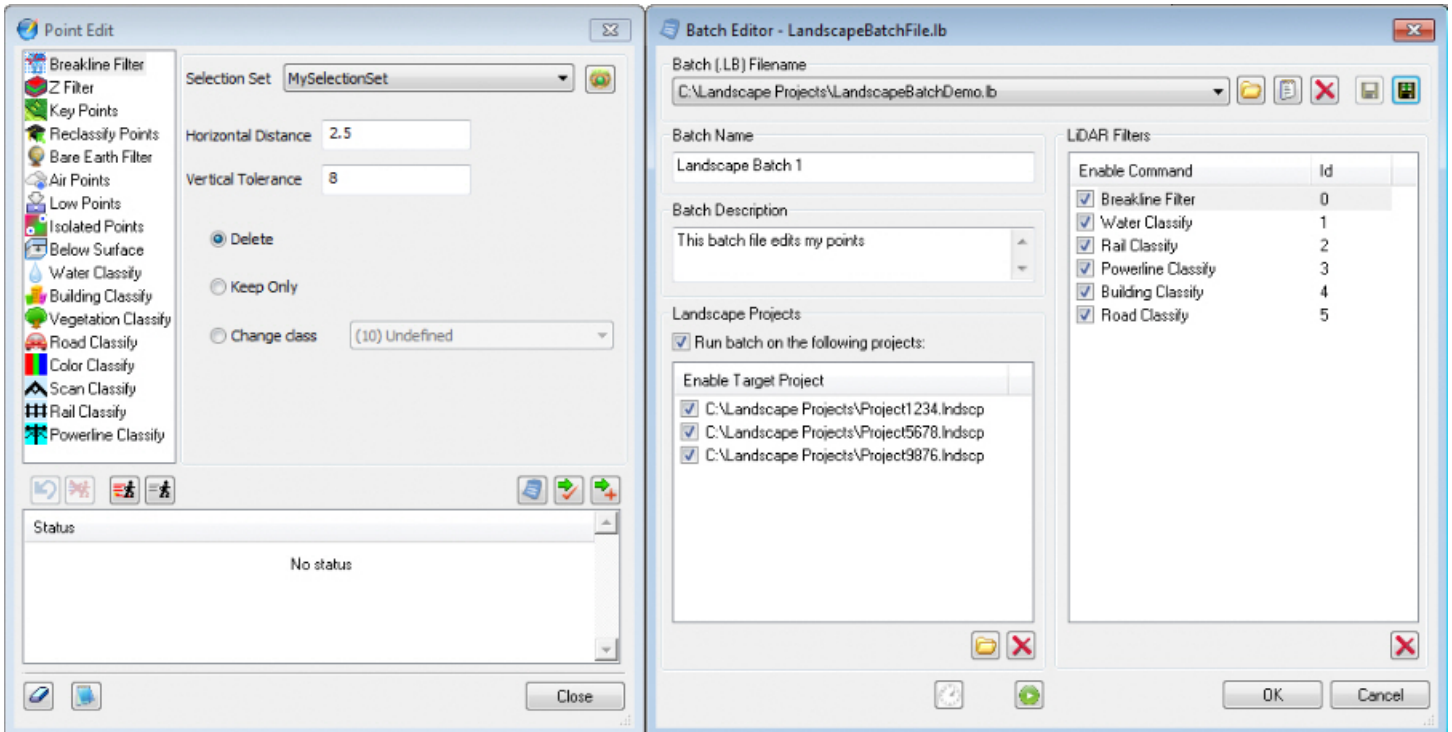 Point Edit
Breakline Filter
Z Filter
Key Points
Reclassify Points
Bare Earth Filter
Air Points
Low Points
Isolated Points
Below Surface
Water Classify
Building Classify
Vegetation Classify
Road Classify
Color Classify
Scan Classify
Rail Classify
Powerline Classify
Selection Set MySelectionSet
Horizontal Distance 2.5
Vertical Tolerance 8
Delete
Keep Only
Change class (10) Undefined
Status
No status
Close
Batch Editor - LandscapeBatchFile.lb
Batch (.LB) Filename
C:\Landscape Projects\LandscapeBatchDemo.lb
Batch Name
Landscape Batch 1
Batch Description
This batch file edits my points
Landscape Projects
Run batch on the following projects:
Enable Target Project
C:\Landscape Projects\Project1234.lndscp
C:\Landscape Projects\Project5678.lndscp
C:\Landscape Projects\Project9876.lndscp
LiDAR Filters
Enable Command Id
Breakline Filter 0
Water Classify 1
Rail Classify 2
Powerline Classify 3
Building Classify 4
Road Classify 5
OK Cancel